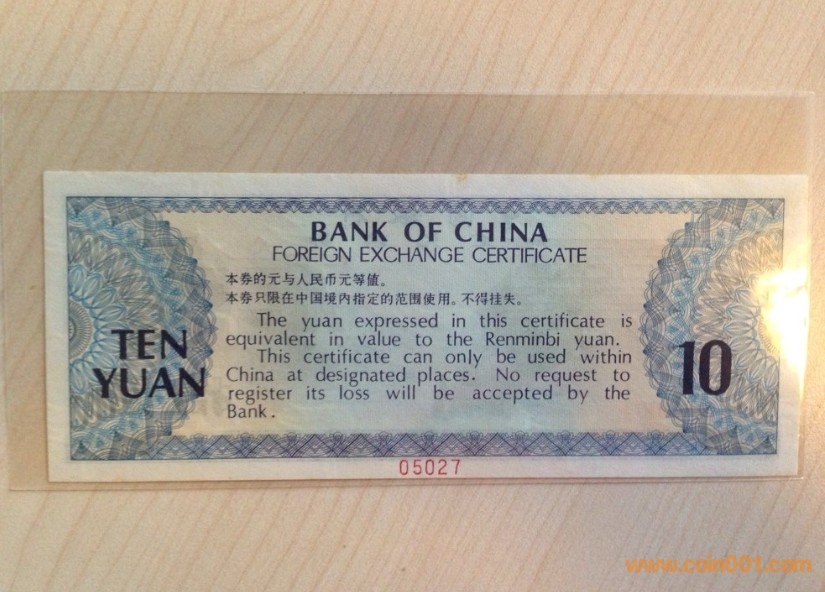 BANK OF CHINA
FOREIGN EXCHANGE CERTIFICATE
本券的元与人民币元等值。
本券只限在中国境内指定的范围使用。不得挂失。
The yuan expressed in this certificate is
equivalent in value to the Renminbi yuan.
This certificate can only be used within
China at designated places. No request to
register its loss will be accepted by the
Bank.
TEN
YUAN
10
05027
www.coin001.com